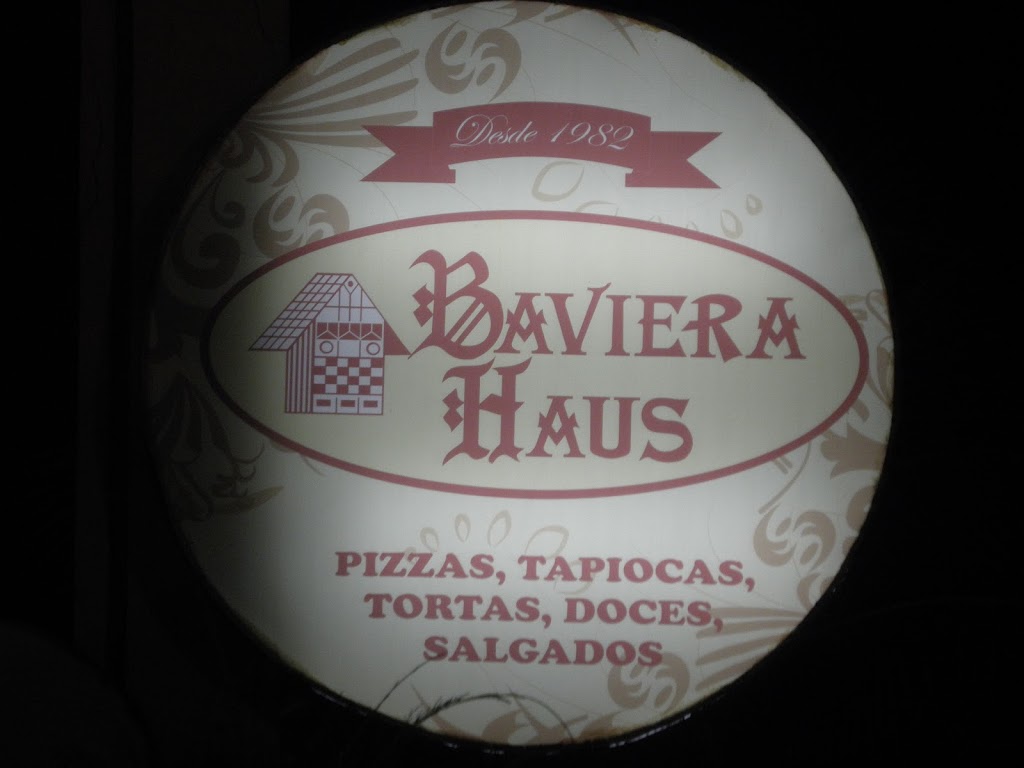 Desde 1982
BAVIERA
HAUS
PIZZAS, TAPIOCAS,
TORTAS, DOCES,
SALGADOS